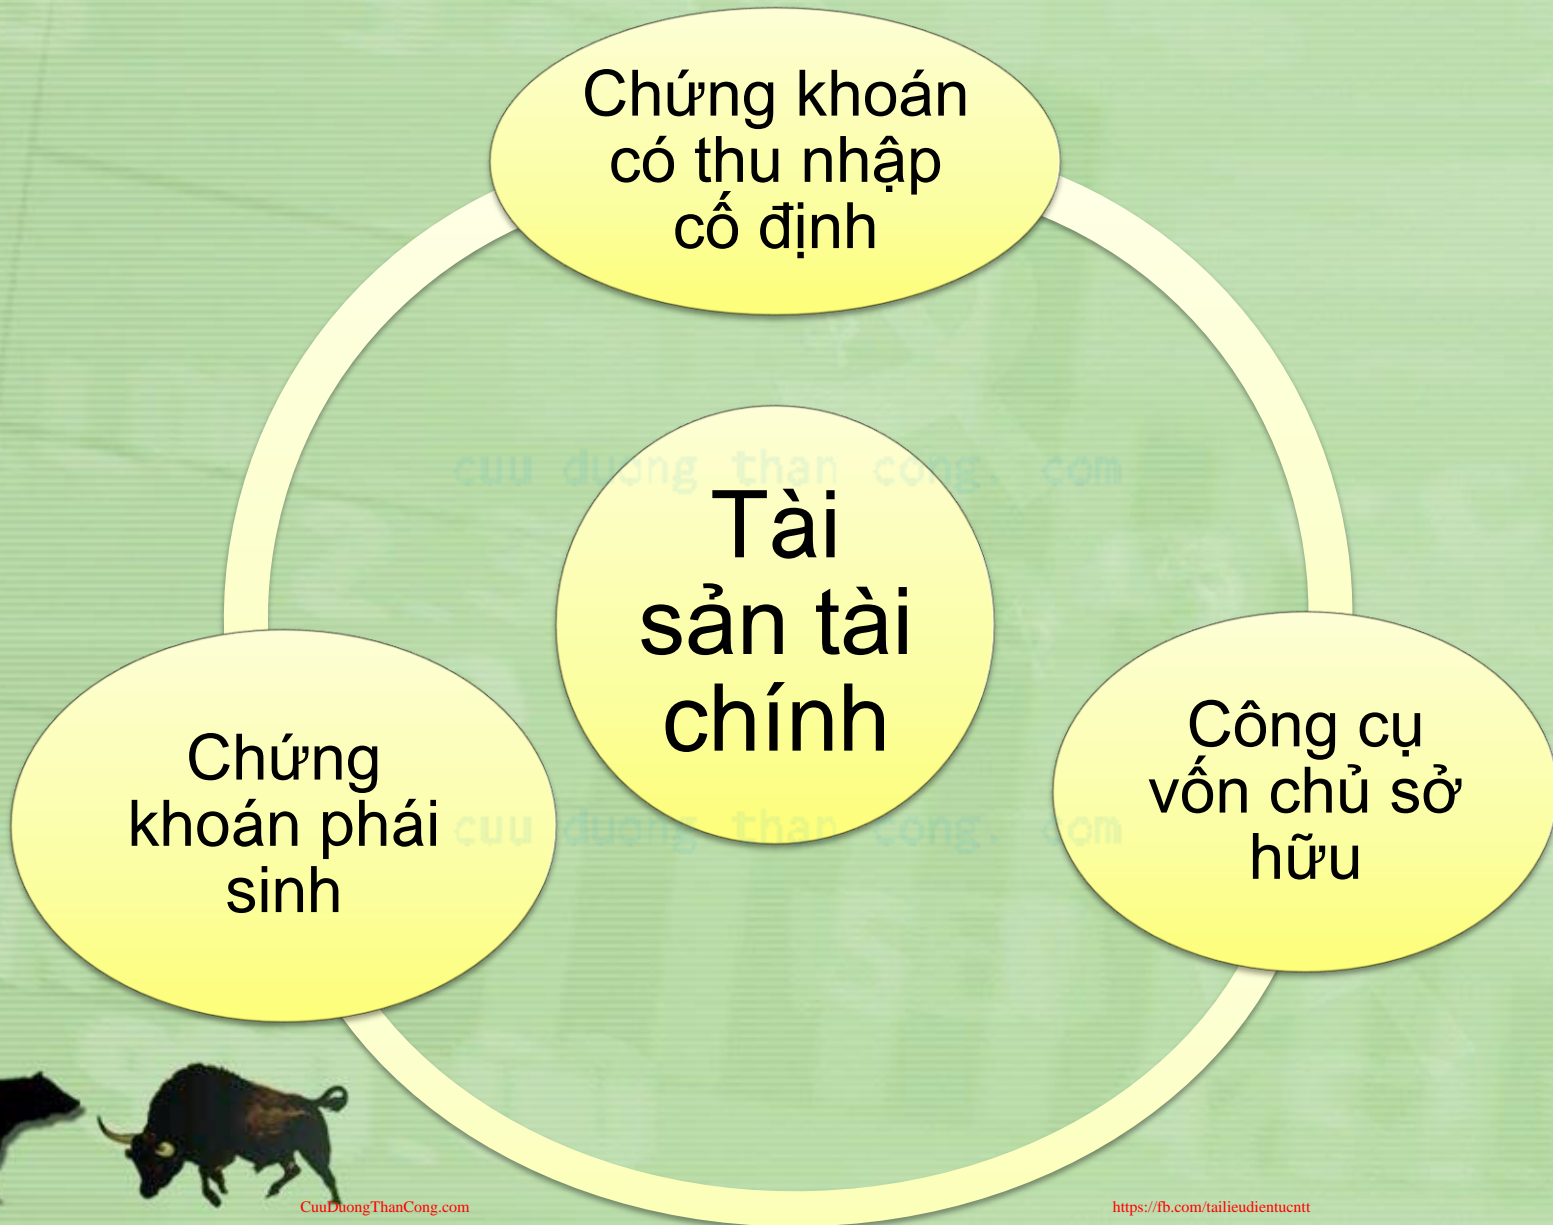 Chứng khoán
có thu nhập
cố định
cuu duong than cong. com
Tài
sản tài
chính
Công cụ
vốn chủ sở
hữu
Chứng
khoán phái
sinh
cuu duong than cong. com
CuuDuongThanCong.com
https://fb.com/tailieudientucntt